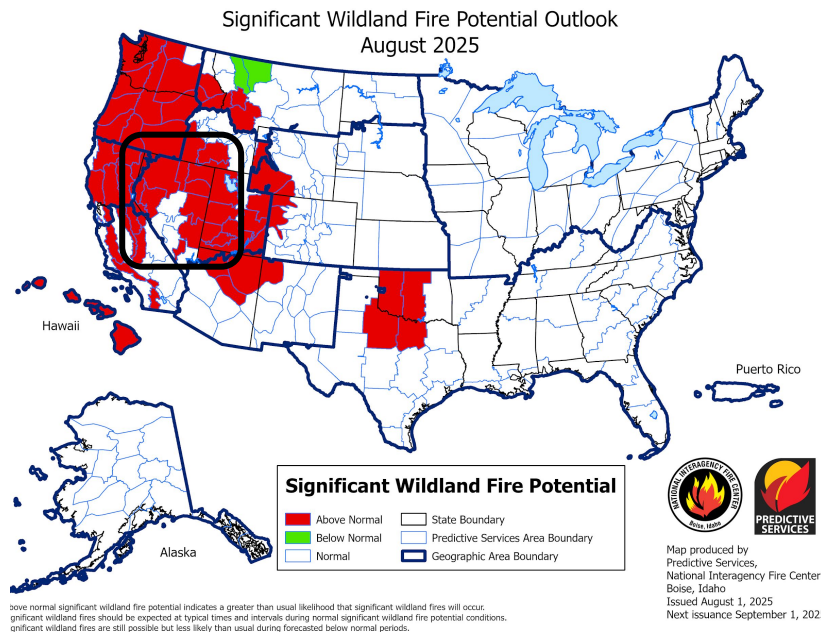 Significant Wildland Fire Potential Outlook
August 2025
Hawaii
Puerto Rico
Alaska
Significant Wildland Fire Potential
Above Normal
State Boundary
Below Normal
Predictive Services Area Boundary
Normal
Geographic Area Boundary
NATIONAL INTERAGENCY FIRE CENTER
Boise, Idaho
PREDICTIVE
SERVICES
Map produced by
Predictive Services,
National Interagency Fire Center
Boise, Idaho
Issued August 1, 2025
Next issuance September 1, 202
bove normal significant wildland fire potential indicates a greater than usual likelihood that significant wildland fires will occur.
gnificant wildland fires should be expected at typical times and intervals during normal significant wildland fire potential conditions.
gnificant wildland fires are still possible but less likely than usual during forecasted below normal periods.